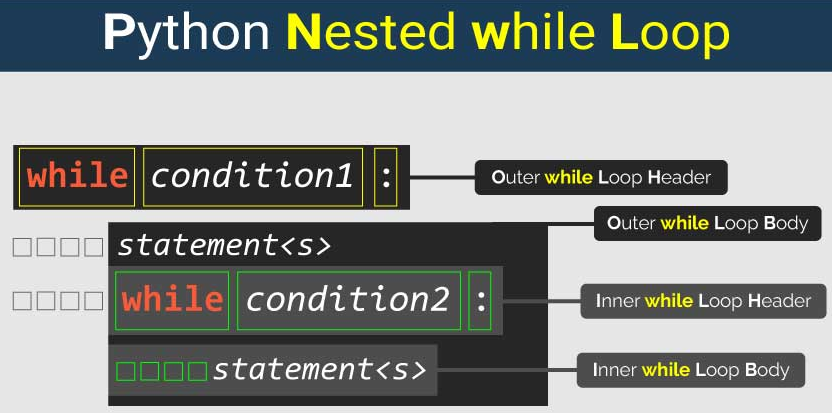 Python Nested while Loop
while condition1 :
Outer while Loop Header
Outer while Loop Body
statement<s>
while condition2 :
Inner while Loop Header
statement<s>
Inner while Loop Body